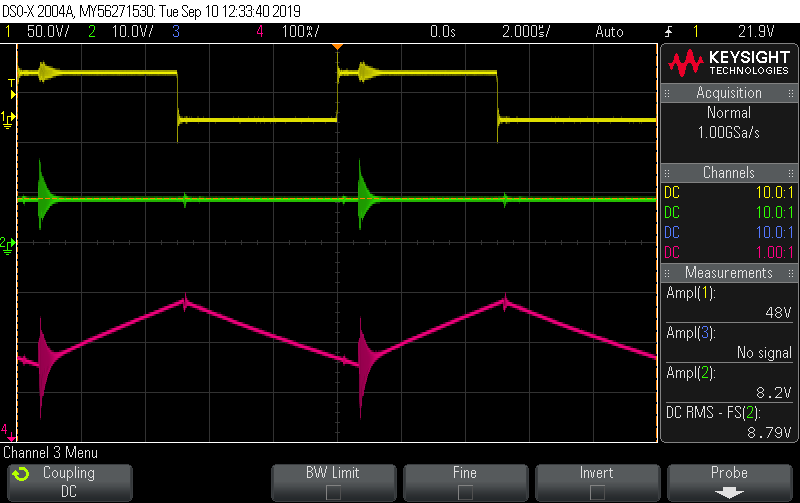 DSO-X 2004A, MY56271530: Tue Sep 10 12:33:40 2019
1 50.0V/ 2 10.0V/ 3 4 100%/ 0.0s 2.000s/ Auto 1 21.9V
T
1
2
4
KEYSIGHT
TECHNOLOGIES
Acquisition
Normal
1.00GSa/s
Channels
DC 10.0:1
DC 10.0:1
DC 10.0:1
DC 1.00:1
Measurements
Ampl(1):
48V
Ampl(3):
No signal
Ampl(2):
8.2V
DC RMS - FS(2):
8.79V
Channel 3 Menu
Coupling
DC
BW Limit
Fine
Invert
Probe